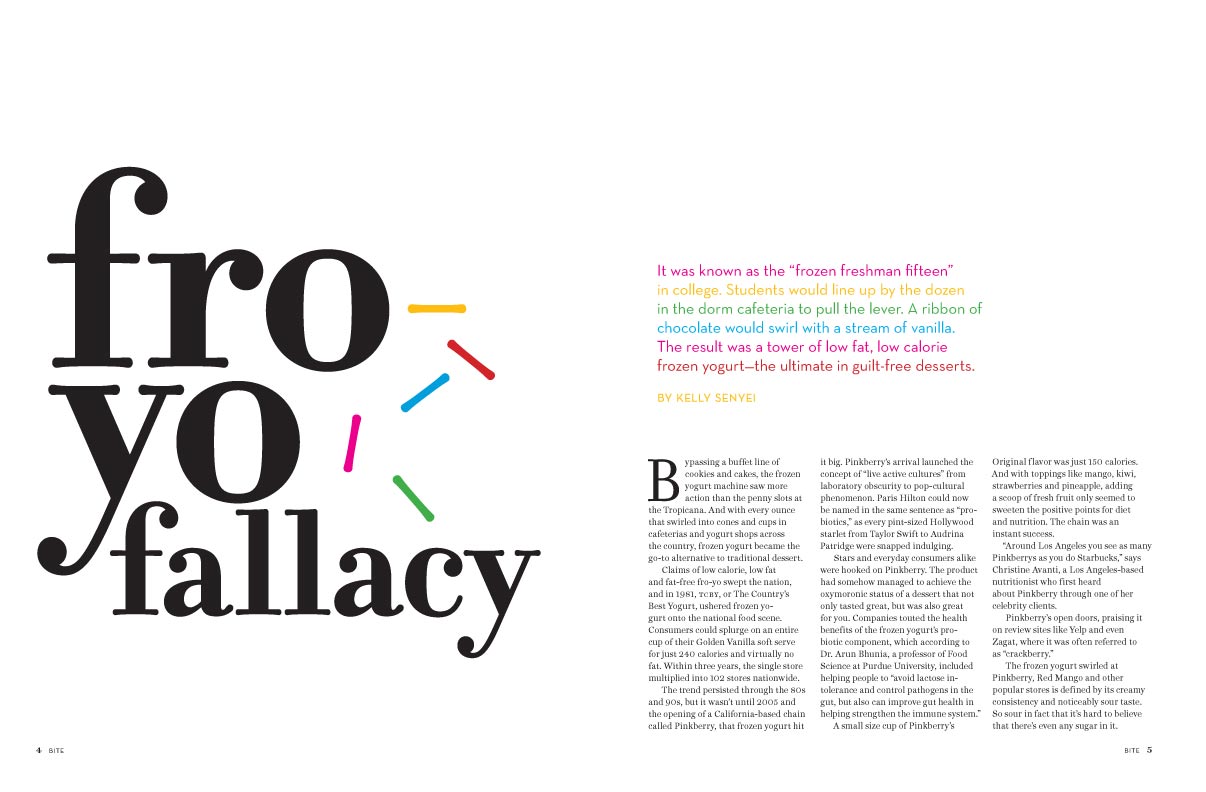 fro
yo
fallacy
It was known as the “frozen freshman fifteen”
in college. Students would line up by the dozen
in the dorm cafeteria to pull the lever. A ribbon of
chocolate would swirl with a stream of vanilla.
The result was a tower of low fat, low calorie
frozen yogurt—the ultimate in guilt-free desserts.
BY KELLY SENYEI
Bypassing a buffet line of
cookies and cakes, the frozen
yogurt machine saw more
action than the penny slots at
the Tropicana. And with every ounce
that swirled into cones and cups in
cafeterias and yogurt shops across
the country, frozen yogurt became the
go-to alternative to traditional dessert.
Claims of low calorie, low fat
and fat-free fro-yo swept the nation,
and in 1981, TCBY, or The Country’s
Best Yogurt, ushered frozen yo-
gurt onto the national food scene.
Consumers could splurge on an entire
cup of their Golden Vanilla soft serve
for just 240 calories and virtually no
fat. Within three years, the single store
multiplied into 102 stores nationwide.
The trend persisted through the 80s
and 90s, but it wasn’t until 2005 and
the opening of a California-based chain
called Pinkberry, that frozen yogurt hit
it big. Pinkberry’s arrival launched the
concept of “live active cultures” from
laboratory obscurity to pop-cultural
phenomenon. Paris Hilton could now
be named in the same sentence as “pro-
biotics,” as every pint-sized Hollywood
starlet from Taylor Swift to Audrina
Patridge were snapped indulging.
Stars and everyday consumers alike
were hooked on Pinkberry. The product
had somehow managed to achieve the
oxymoronic status of a dessert that not
only tasted great, but was also great
for you. Companies touted the health
benefits of the frozen yogurt’s pro-
biotic component, which according to
Dr. Arun Bhunia, a professor of Food
Science at Purdue University, included
helping people to “avoid lactose in-
tolerance and control pathogens in the
gut, but also can improve gut health in
helping strengthen the immune system.”
A small size cup of Pinkberry’s
Original flavor was just 150 calories.
And with toppings like mango, kiwi,
strawberries and pineapple, adding
a scoop of fresh fruit only seemed to
sweeten the positive points for diet
and nutrition. The chain was an
instant success.
“Around Los Angeles you see as many
Pinkberrys as you do Starbucks,” says
Christine Avanti, a Los Angeles-based
nutritionist who first heard
about Pinkberry through one of her
celebrity clients.
Pinkberry’s open doors, praising it
on review sites like Yelp and even
Zagat, where it was often referred to
as “crackberry.”
The frozen yogurt swirled at
Pinkberry, Red Mango and other
popular stores is defined by its creamy
consistency and noticeably sour taste.
So sour in fact that it’s hard to believe
that there’s even any sugar in it.
4 BITE
BITE 5